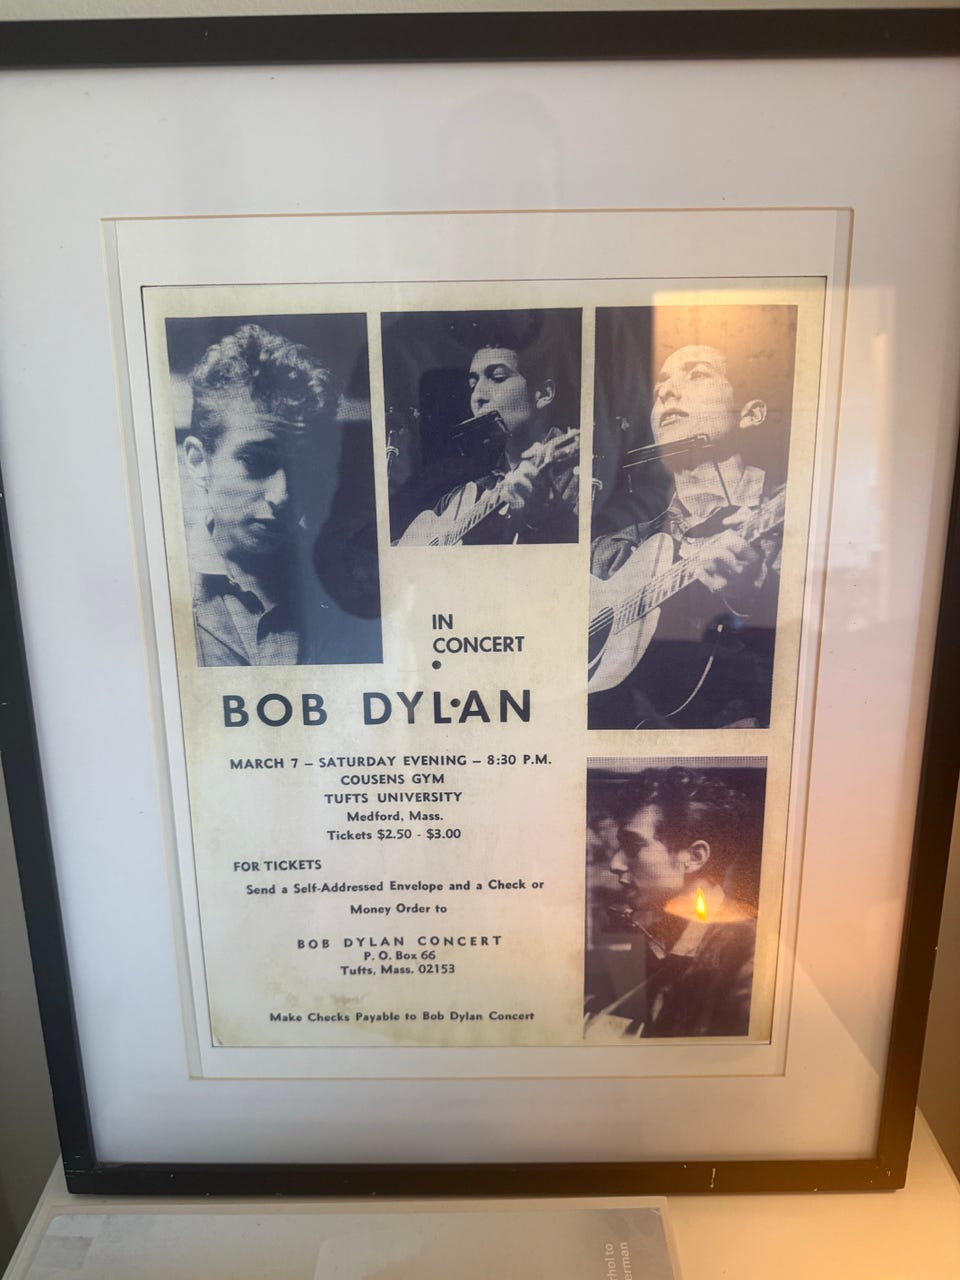 IN
CONCERT
BOB DYLAN
MARCH 7 – SATURDAY EVENING – 8:30 P.M.
COUSENS GYM
TUFTS UNIVERSITY
Medford, Mass.
Tickets $2.50 - $3.00
FOR TICKETS
Send a Self-Addressed Envelope and a Check or
Money Order to
BOB DYLAN CONCERT
P. O. Box 66
Tufts, Mass. 02153
Make Checks Payable to Bob Dylan Concert